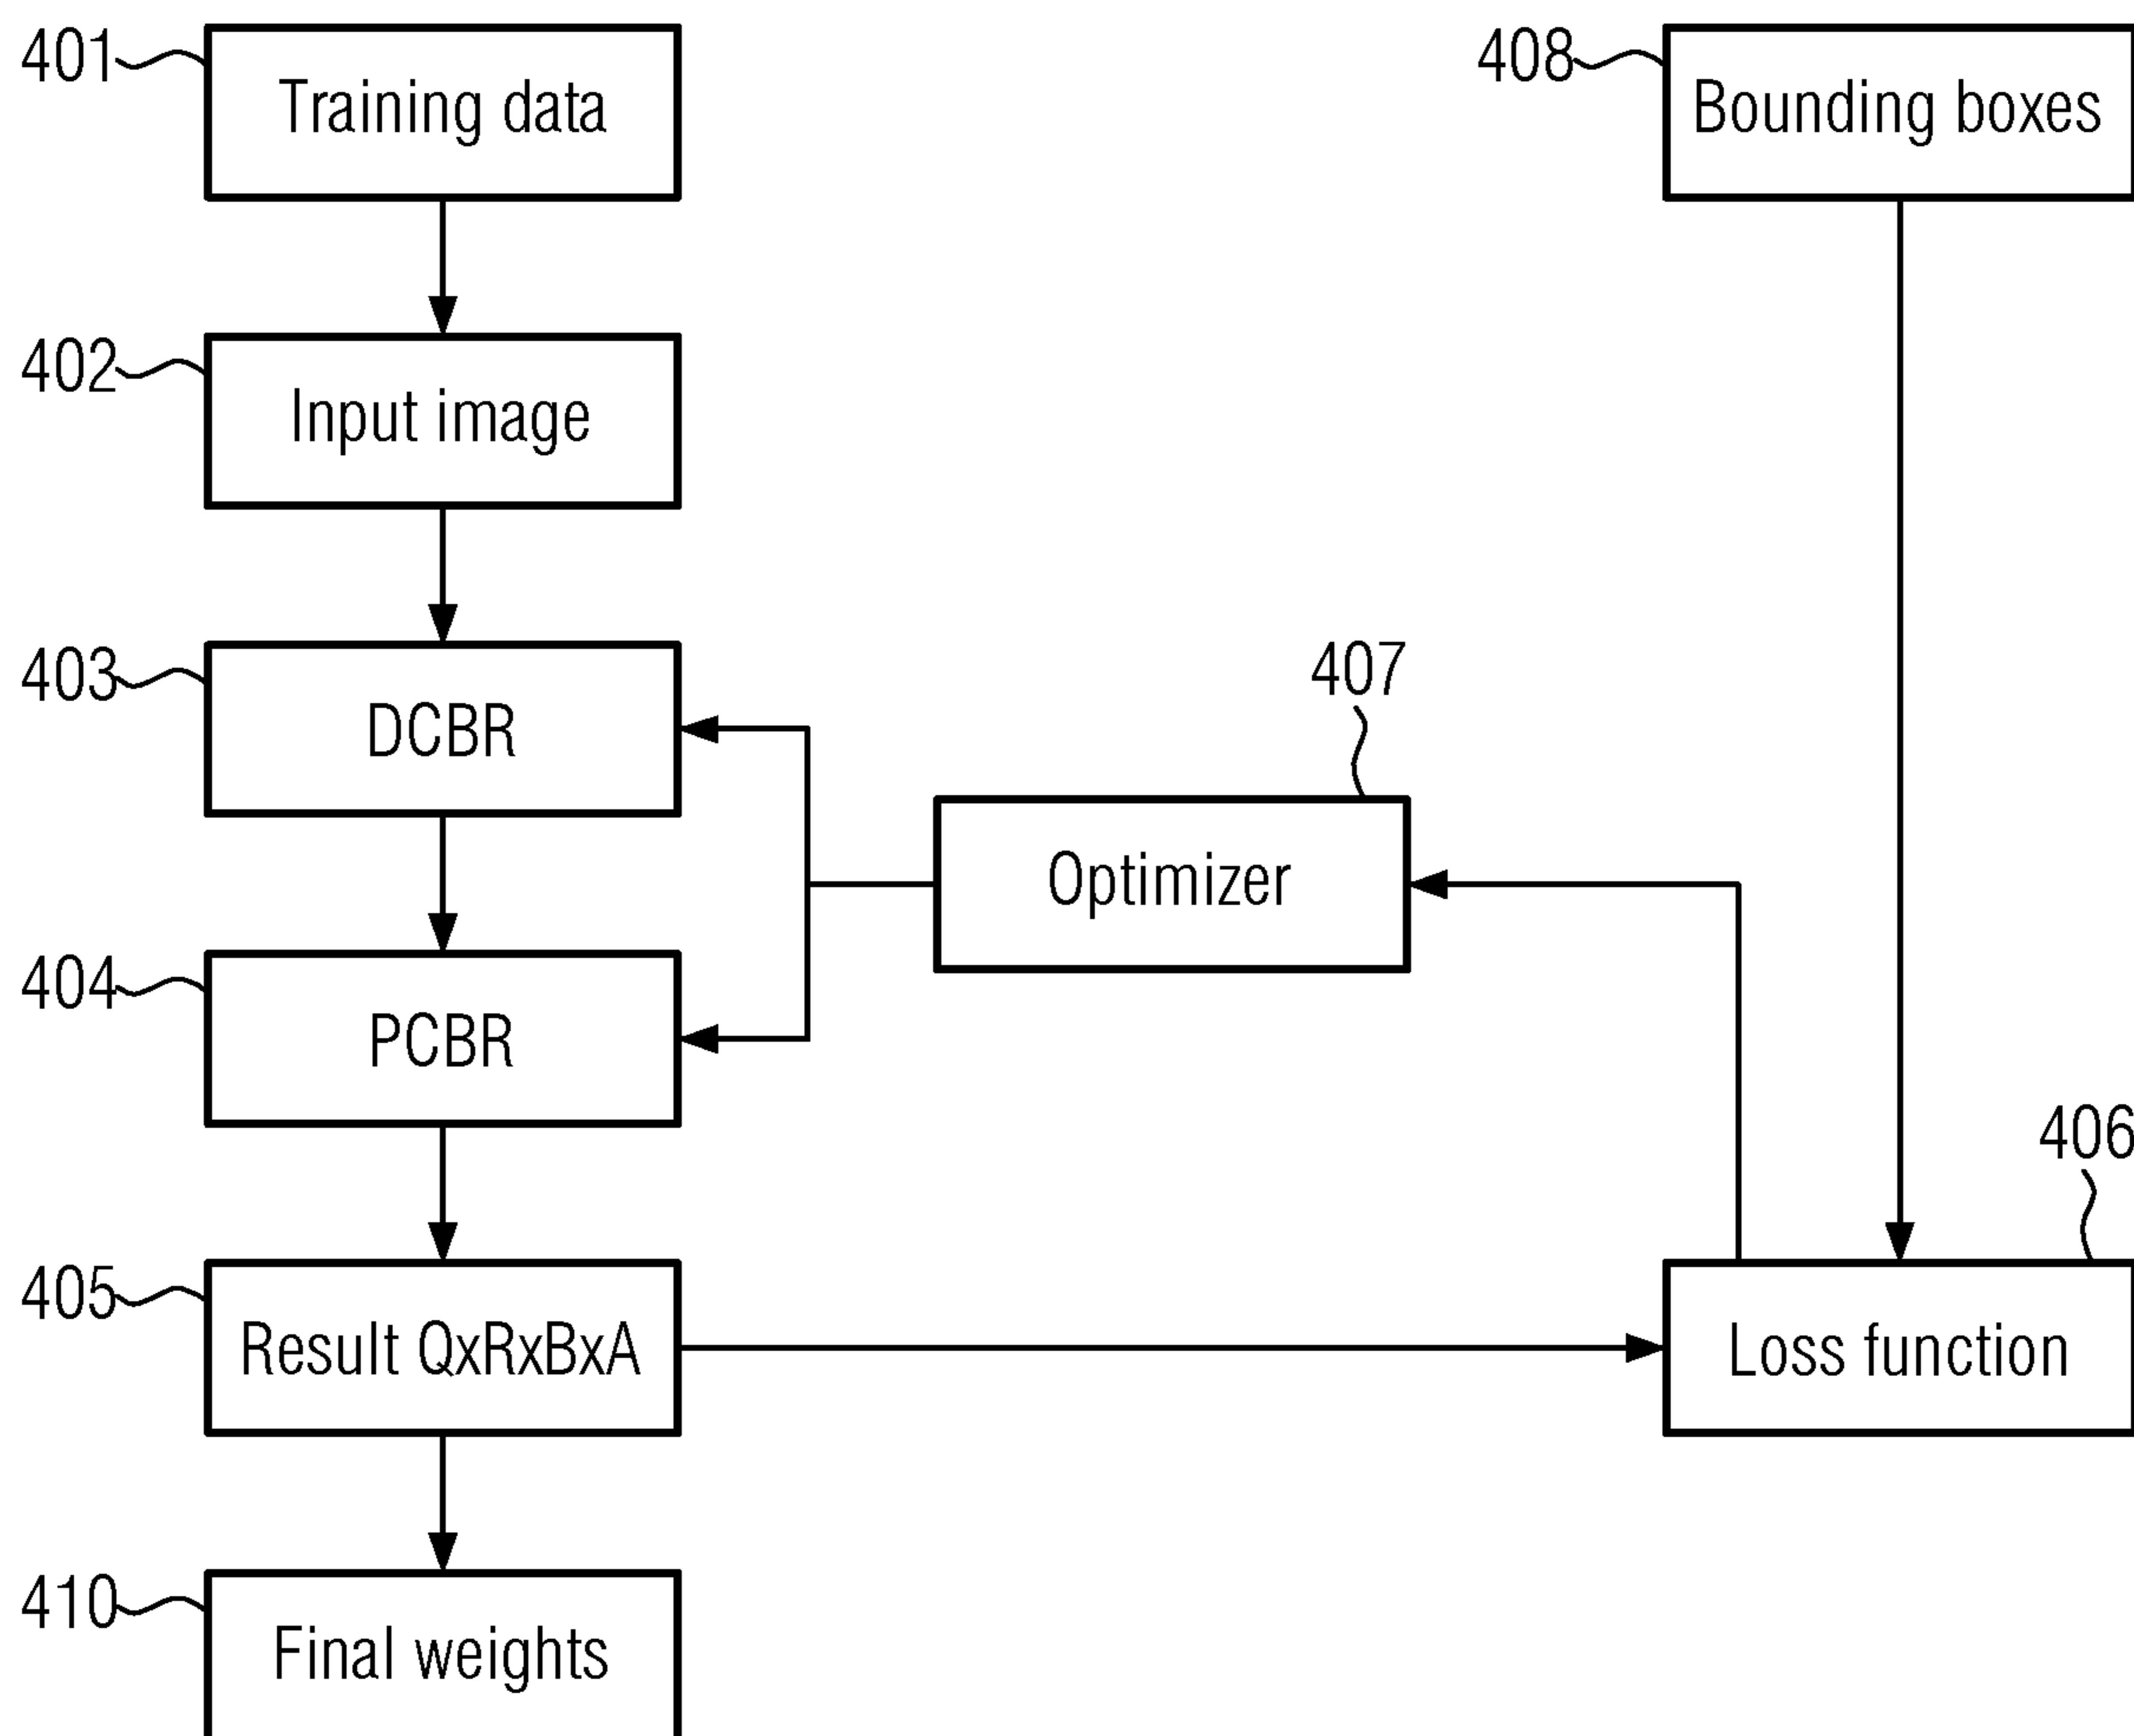 401
Training data
408
Bounding boxes
402
Input image
403
DCBR
407
Optimizer
404
PCBR
406
405
Result QxRxBxA
Loss function
410
Final weights